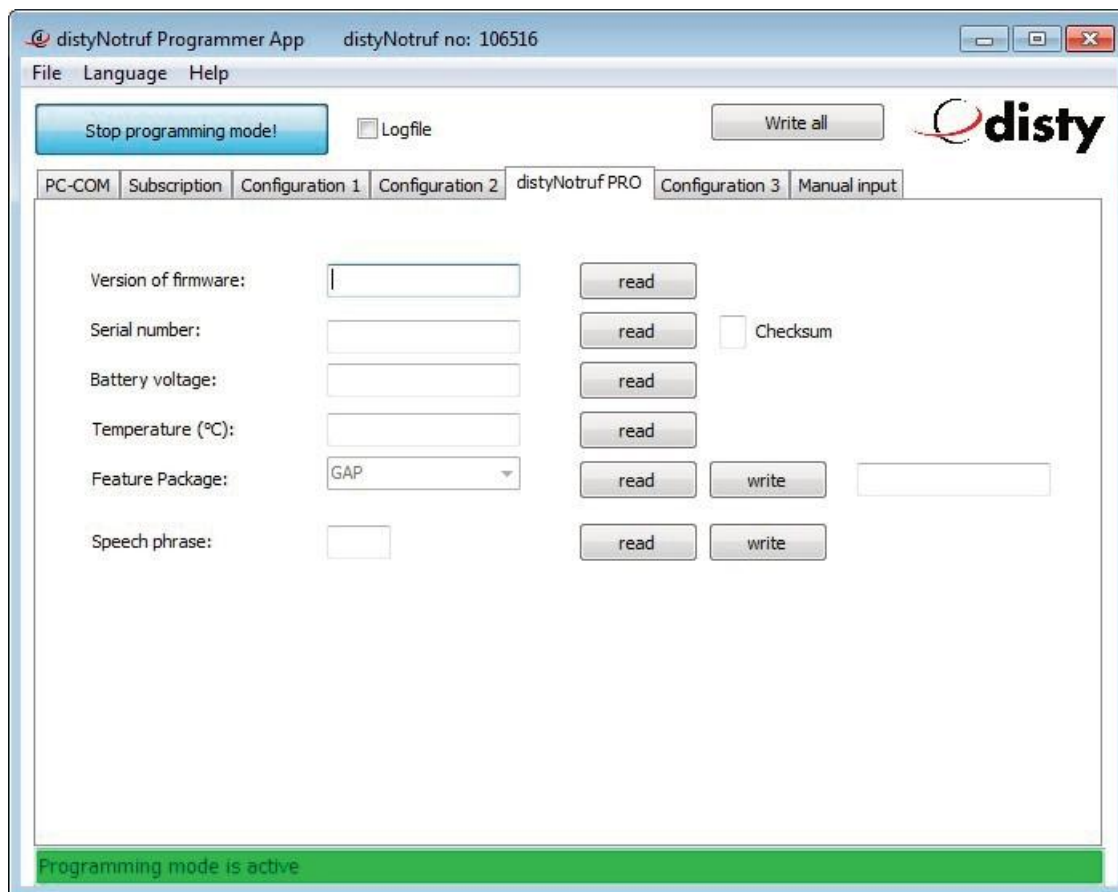 distyNotruf Programmer App distyNotruf no: 106516
File Language Help
Stop programming mode! Logfile Write all disty
PC-COM Subscription Configuration 1 Configuration 2 distyNotruf PRO Configuration 3 Manual input
Version of firmware: read
Serial number: read Checksum
Battery voltage: read
Temperature (°C): read
Feature Package: GAP read write
Speech phrase: read write
Programming mode is active